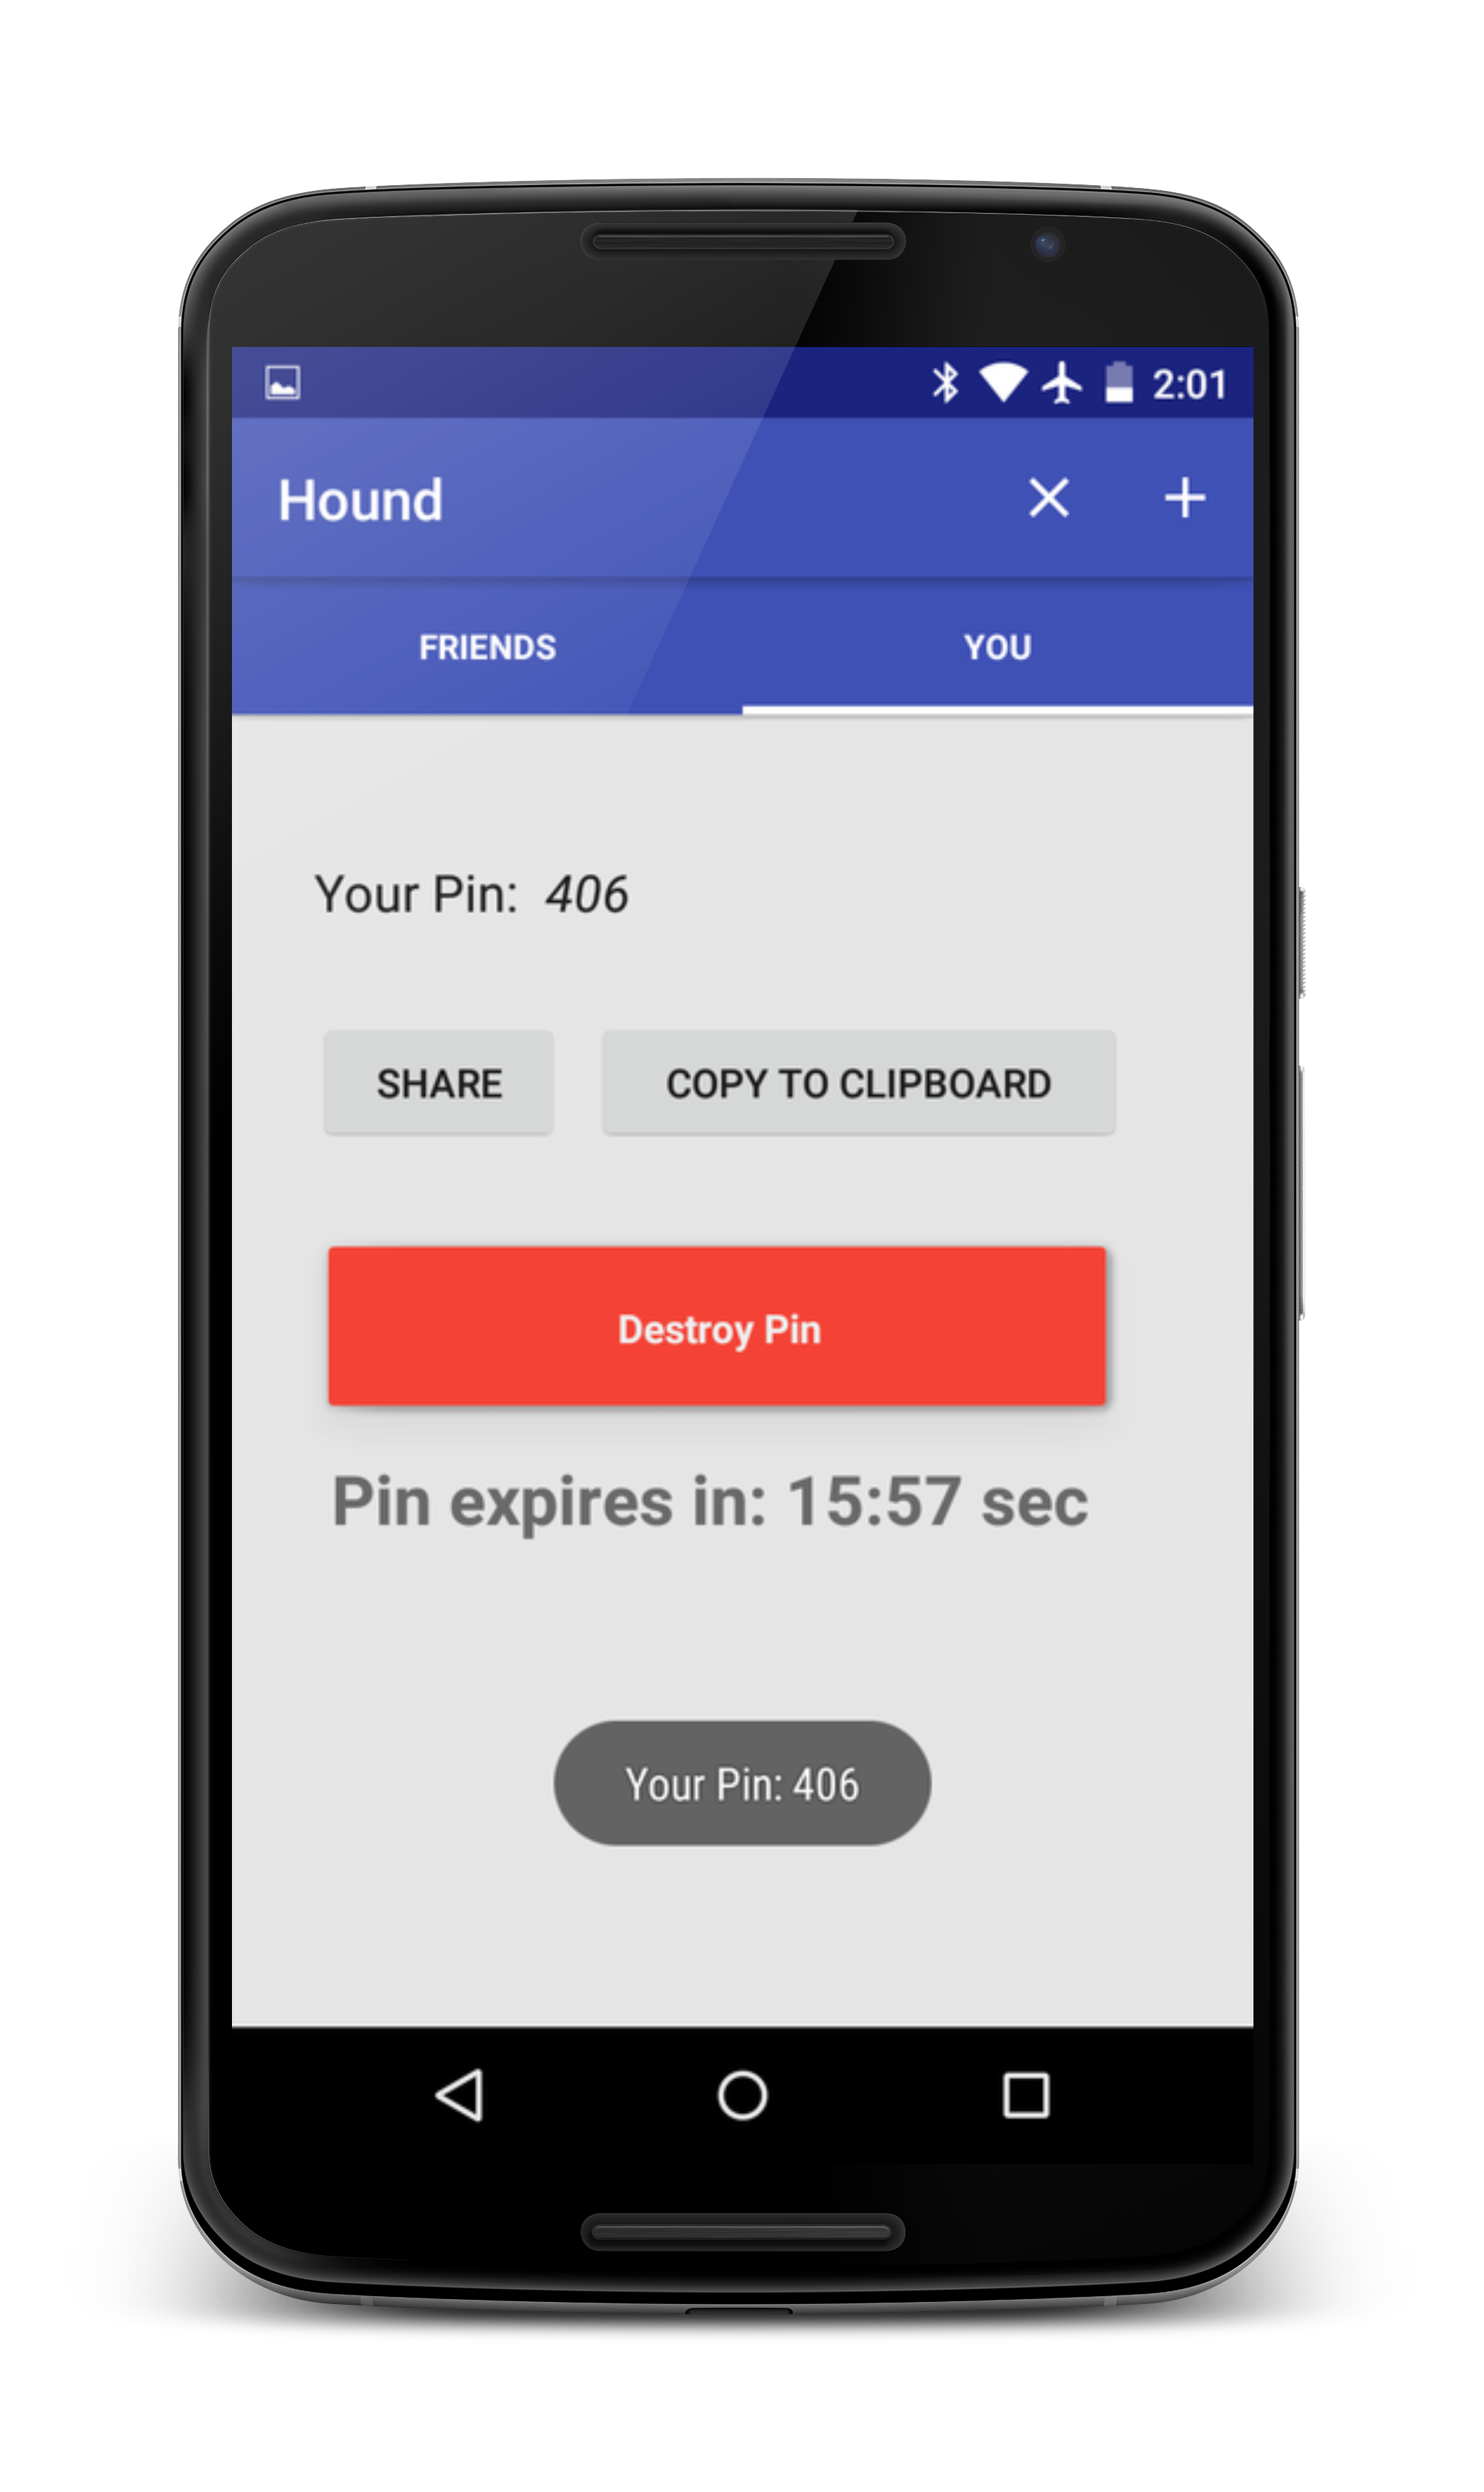 2:01
Hound
FRIENDS YOU
Your Pin: 406
SHARE COPY TO CLIPBOARD
Destroy Pin
Pin expires in: 15:57 sec
Your Pin: 406